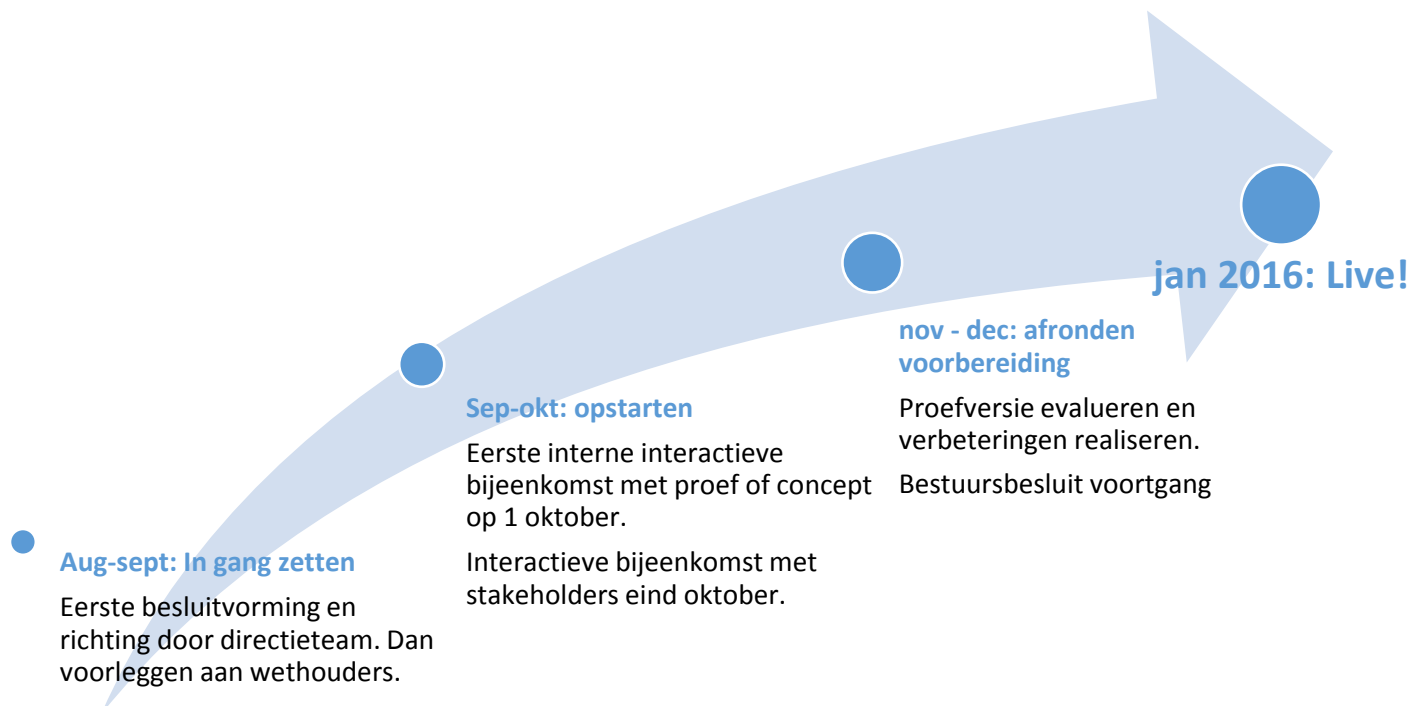 Aug-sept: In gang zetten
Eerste besluitvorming en
richting door directieteam. Dan
voorleggen aan wethouders.
Sep-okt: opstarten
Eerste interne interactieve
bijeenkomst met proef of concept
op 1 oktober.
Interactieve bijeenkomst met
stakeholders eind oktober.
nov - dec: afronden
voorbereiding
Proefversie evalueren en
verbeteringen realiseren.
Bestuursbesluit voortgang
jan 2016: Live!